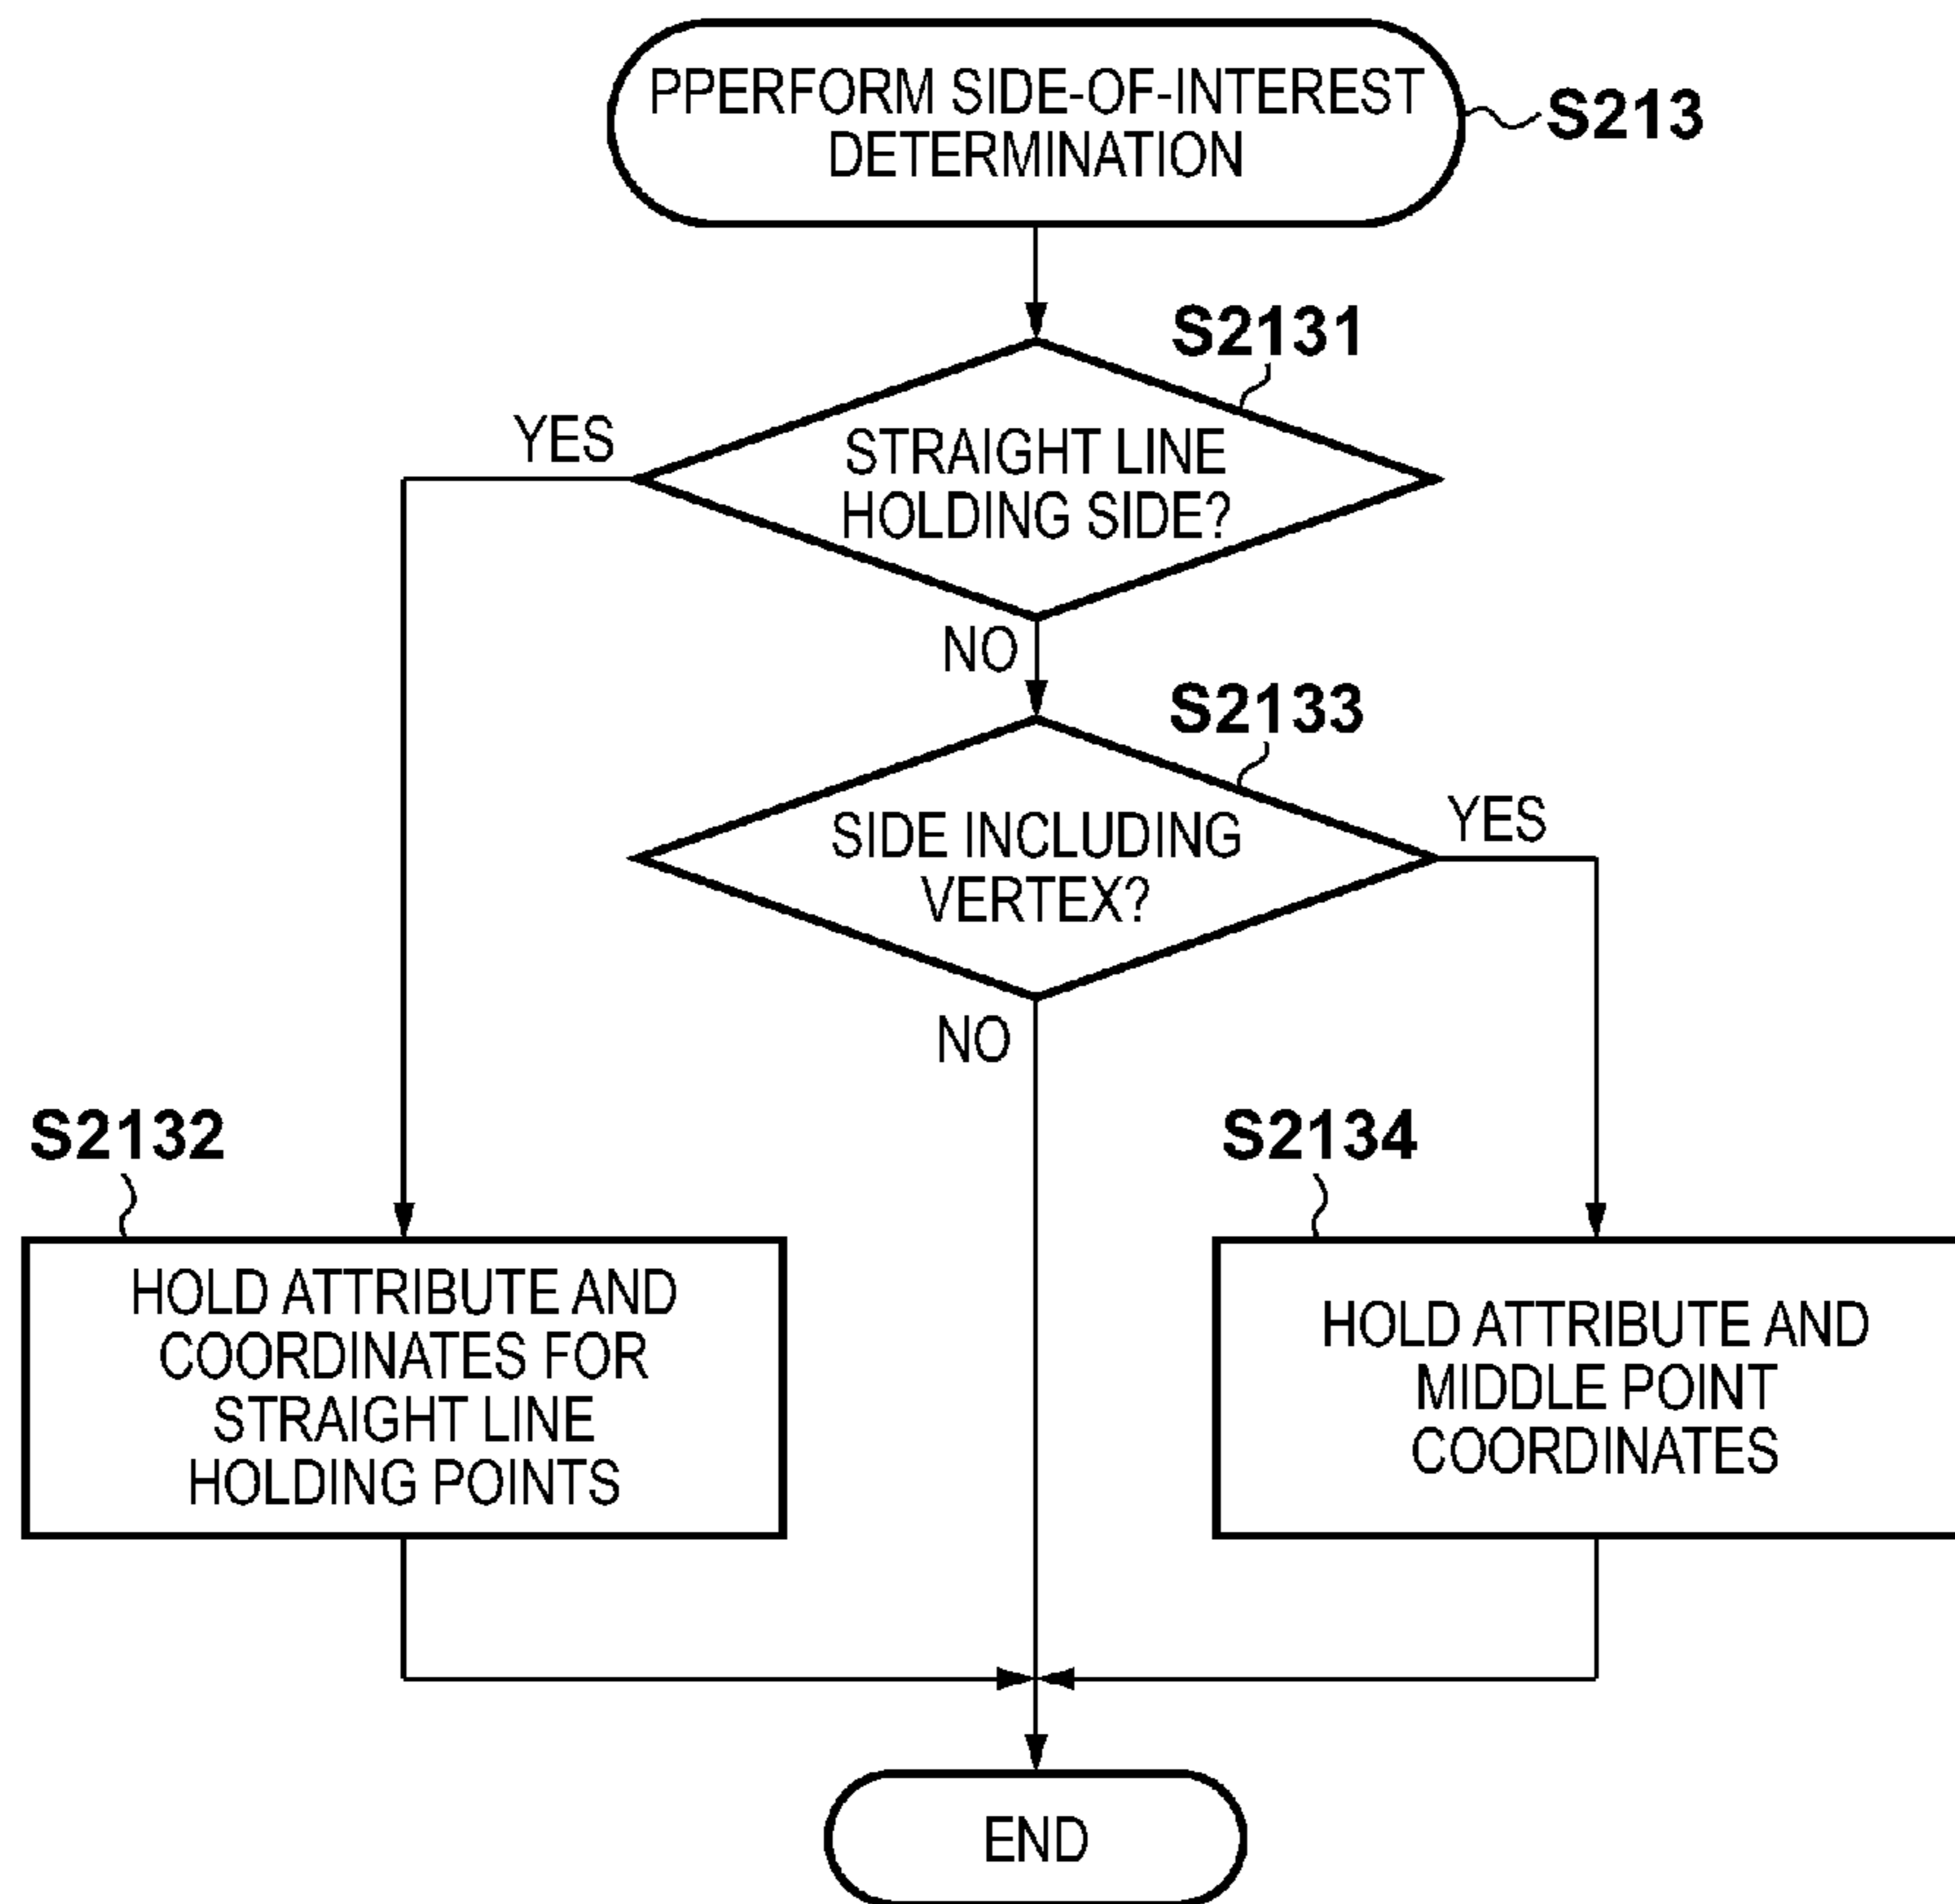 PPERFORM SIDE-OF-INTEREST
DETERMINATION
S213
S2131
YES
STRAIGHT LINE
HOLDING SIDE?
NO
S2133
SIDE INCLUDING
VERTEX?
YES
NO
S2132
HOLD ATTRIBUTE AND
COORDINATES FOR
STRAIGHT LINE
HOLDING POINTS
S2134
HOLD ATTRIBUTE AND
MIDDLE POINT
COORDINATES
END